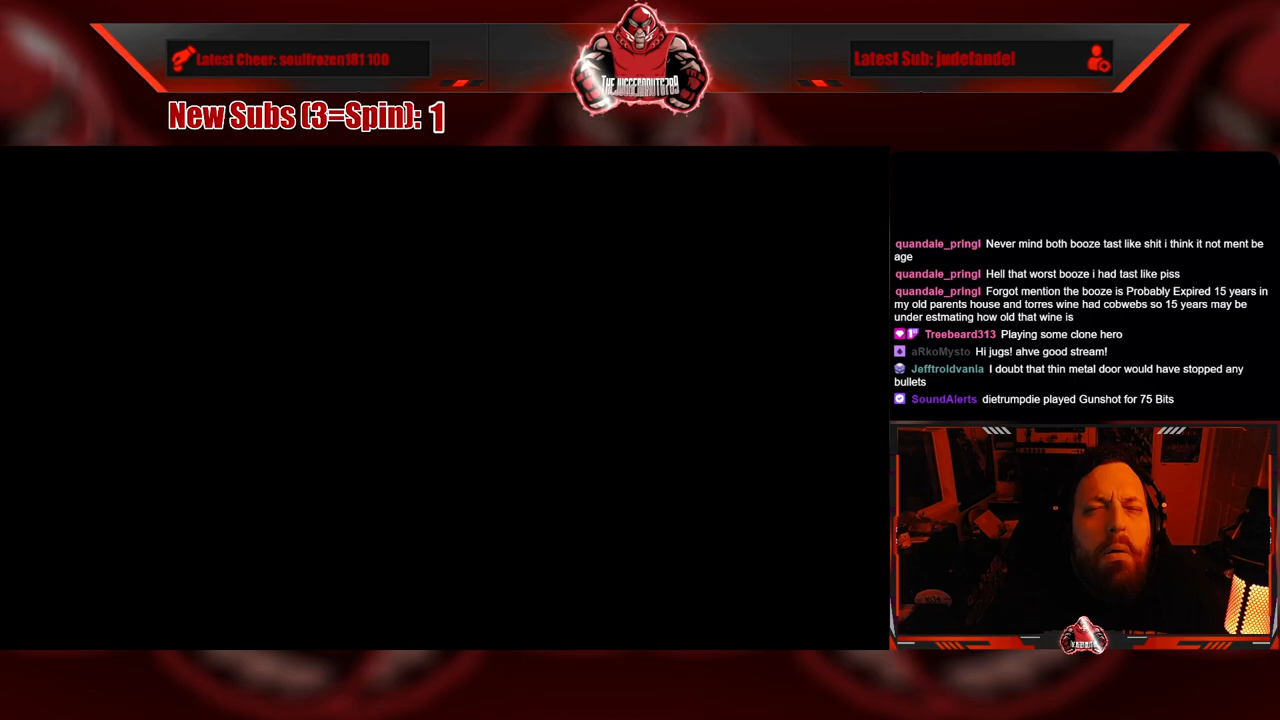 Latest Cheer: soulfrozen181 100
THEJUGGERNAUT6789
Latest Sub: judefandel
New Subs (3=Spin): 1
quandale_pringl Never mind both booze tast like shit i think it not ment be
age
quandale_pringl Hell that worst booze i had tast like piss
quandale_pringl Forgot mention the booze is Probably Expired 15 years in
my old parents house and torres wine had cobwebs so 15 years may be
under estmating how old that wine is
Treebeard313 Playing some clone hero
aRkoMysto Hi jugs! ahve good stream!
Jefftroldvania I doubt that thin metal door would have stopped any
bullets
SoundAlerts dietrumpdie played Gunshot for 75 Bits